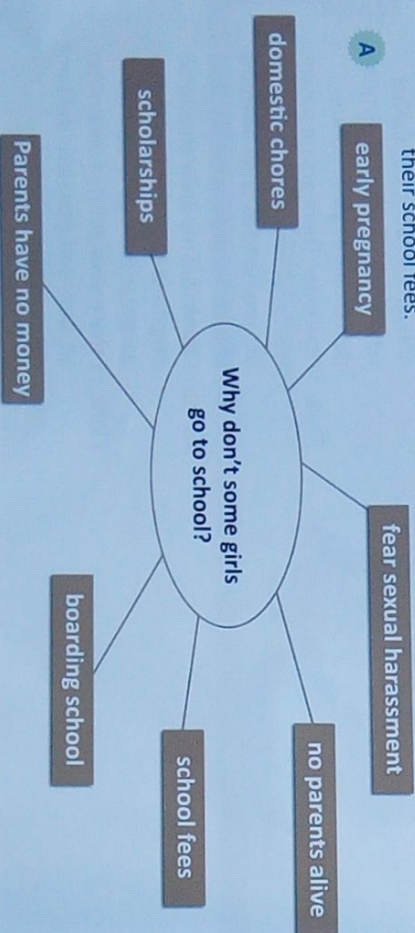 their school fees.
A
early pregnancy
fear sexual harassment
domestic chores
no parents alive
Why don't some girls
go to school?
scholarships
school fees
boarding school
Parents have no money